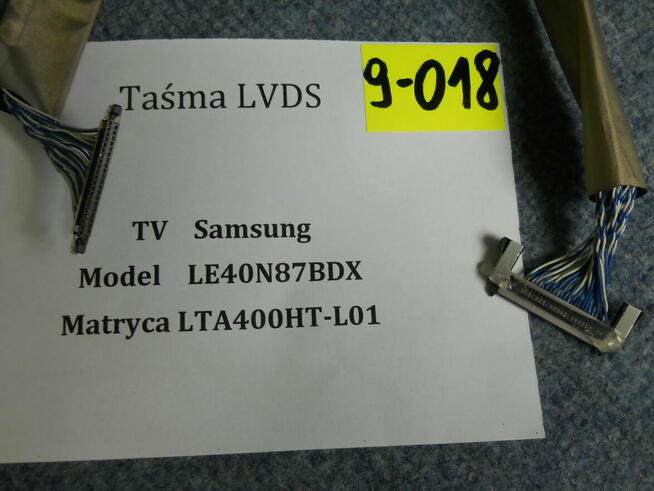 Taśma LVDS
9-018
TV Samsung
Model LE40N87BDX
Matryca LTA400HT-L01